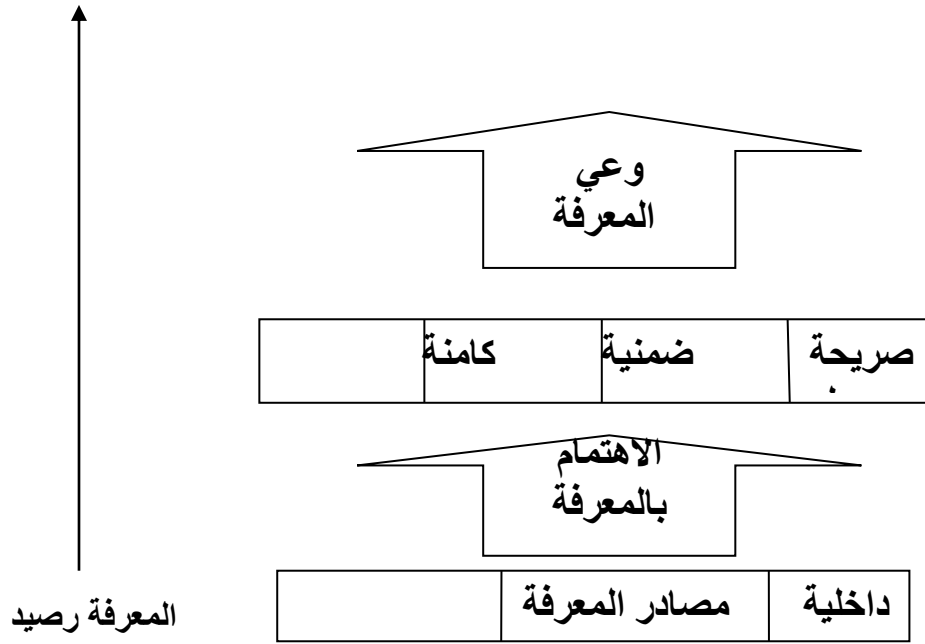 وعي
المعرفة
صريحة ضمنية كامنة
الاهتمام
بالمعرفة
داخلية مصادر المعرفة
المعرفة رصيد